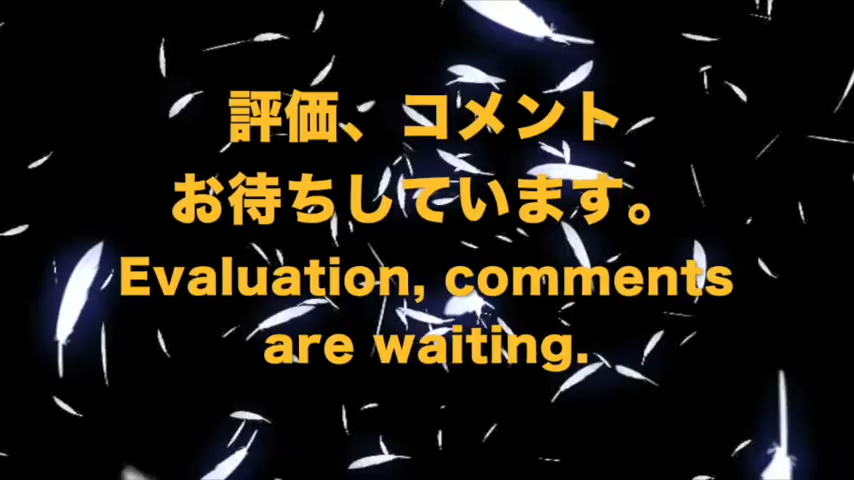 評価、コメント
お待ちしています。
Evaluation, comments
are waiting.